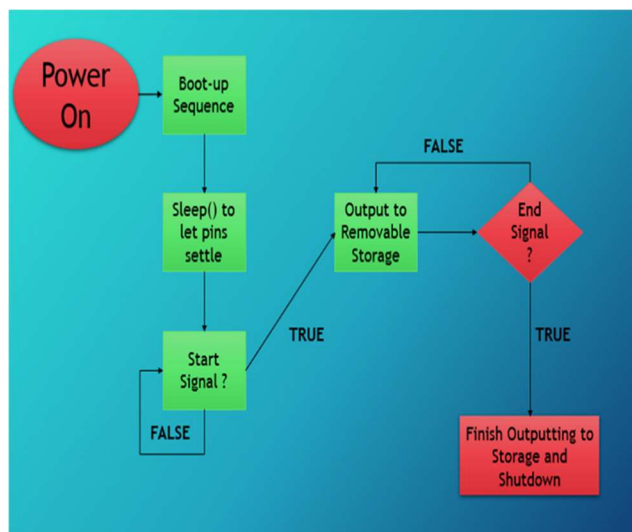 Power
On
Boot-up
Sequence
Sleep() to
let pins
settle
Start
Signal ?
FALSE
TRUE
Output to
Removable
Storage
FALSE
End
Signal
?
TRUE
Finish Outputting to
Storage and
Shutdown